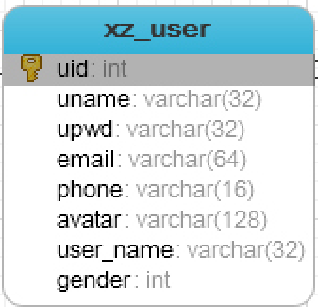 xz_user
uid: int
uname: varchar(32)
upwd: varchar(32)
email: varchar(64)
phone: varchar(16)
avatar: varchar(128)
user_name: varchar(32)
gender: int